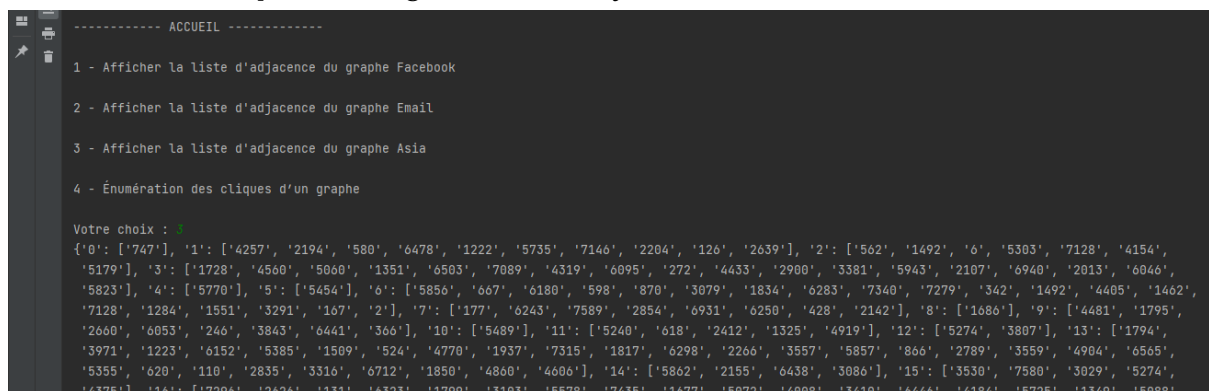 ------------ ACCUEIL -------------
1 - Afficher la liste d'adjacence du graphe Facebook
2 - Afficher la liste d'adjacence du graphe Email
3 - Afficher la liste d'adjacence du graphe Asia
4 - Énumération des cliques d’un graphe
Votre choix : 3
{'0': ['747'], '1': ['4257', '2194', '580', '6478', '1222', '5735', '7146', '2204', '126', '2639'], '2': ['562', '1492', '6', '5303', '7128', '4154',
'5179'], '3': ['1728', '4560', '5060', '1351', '6503', '7089', '4319', '6095', '272', '4433', '2900', '3381', '5943', '2107', '6940', '2013', '6046',
'5823'], '4': ['5770'], '5': ['5454'], '6': ['5856', '667', '6180', '598', '870', '3079', '1834', '6283', '7340', '7279', '342', '1492', '4405', '1462',
'7128', '1284', '1551', '3291', '167', '2'], '7': ['177', '6243', '7589', '2854', '6931', '6250', '428', '2142'], '8': ['1686'], '9': ['4481', '1795',
'2660', '6053', '246', '3843', '6441', '366'], '10': ['5489'], '11': ['5240', '618', '2412', '1325', '4919'], '12': ['5274', '3807'], '13': ['1794',
'3971', '1223', '6152', '5385', '1509', '524', '4770', '1937', '7315', '1817', '6298', '2266', '3557', '5857', '866', '2789', '3559', '4904', '6565',
'5355', '620', '110', '2835', '3316', '6712', '1850', '4860', '4606'], '14': ['5862', '2155', '6438', '3086'], '15': ['3530', '7580', '3029', '5274',